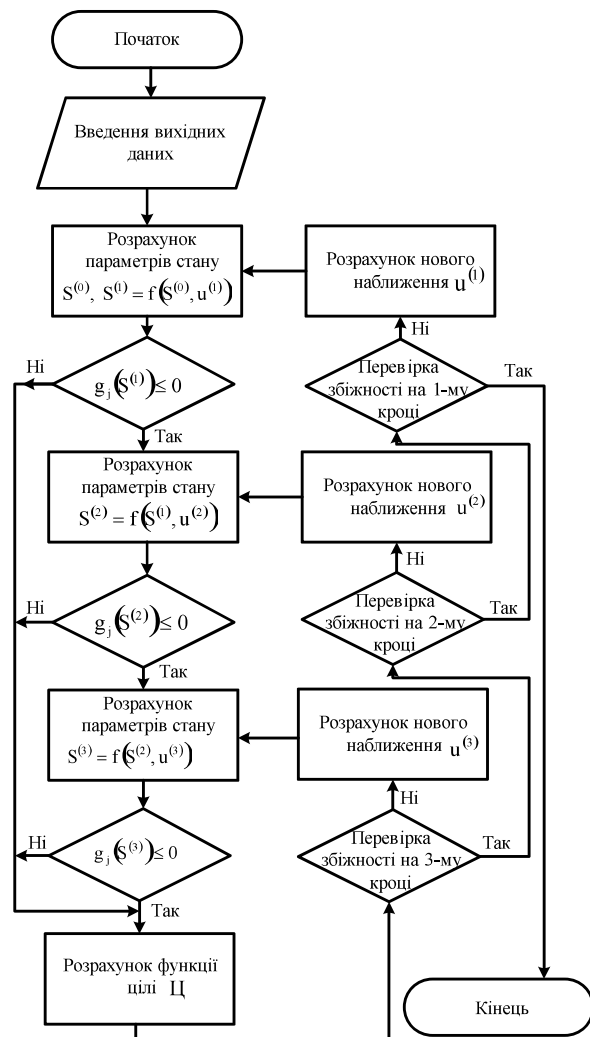 Початок
Введення вихідних
даних
Розрахунок
параметрів стану
S⁽⁰⁾, S⁽¹⁾ = f(S⁽⁰⁾, u⁽¹⁾)
Розрахунок нового
наближення u⁽¹⁾
Ні
g_j(S⁽¹⁾) ≤ 0
Так
Ні
Перевірка
збіжності на 1-му
кроці
Так
Розрахунок
параметрів стану
S⁽²⁾ = f(S⁽¹⁾, u⁽²⁾)
Розрахунок нового
наближення u⁽²⁾
Ні
g_j(S⁽²⁾) ≤ 0
Так
Ні
Перевірка
збіжності на 2-му
кроці
Так
Розрахунок
параметрів стану
S⁽³⁾ = f(S⁽²⁾, u⁽³⁾)
Розрахунок нового
наближення u⁽³⁾
Ні
g_j(S⁽³⁾) ≤ 0
Так
Ні
Перевірка
збіжності на 3-му
кроці
Так
Розрахунок функції
цілі Ц
Кінець